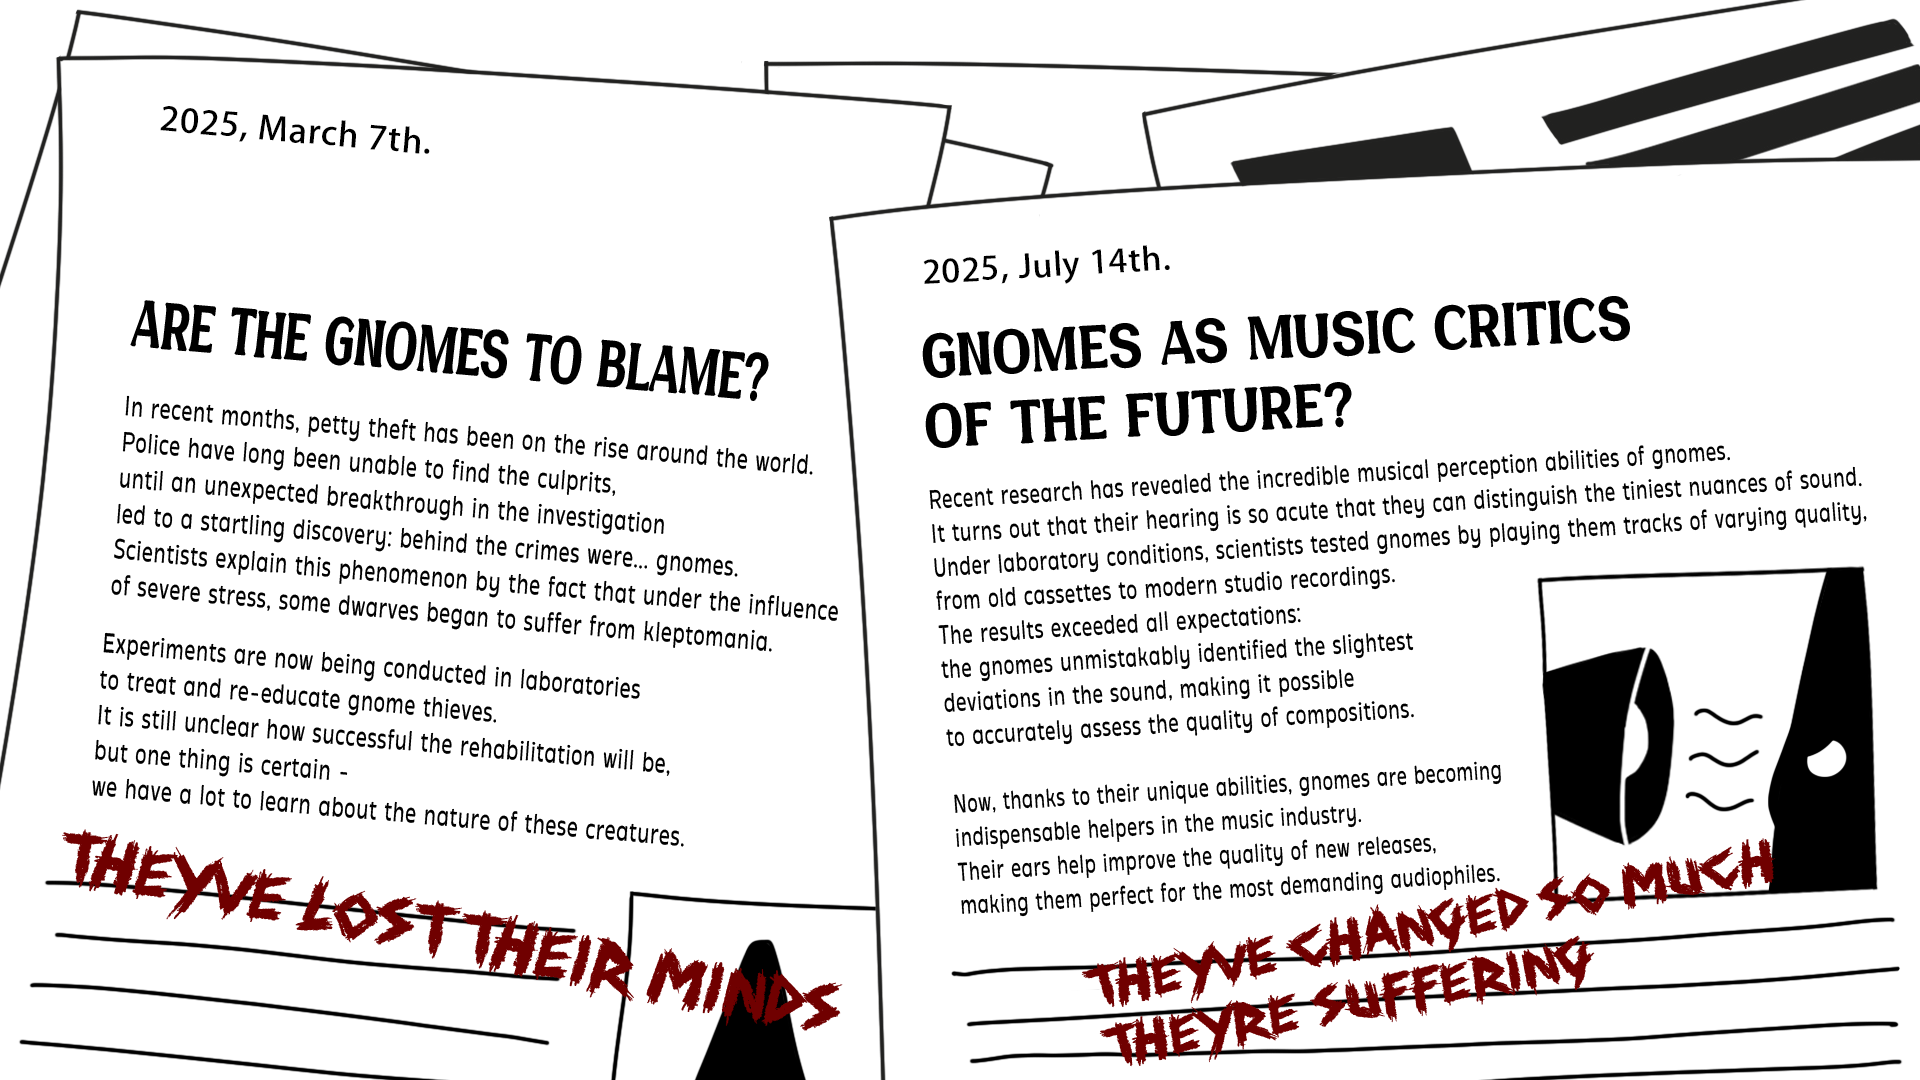 2025, March 7th.
ARE THE GNOMES TO BLAME?
In recent months, petty theft has been on the rise around the world.
Police have long been unable to find the culprits,
until an unexpected breakthrough in the investigation
led to a startling discovery: behind the crimes were... gnomes.
Scientists explain this phenomenon by the fact that under the influence
of severe stress, some dwarves began to suffer from kleptomania.
Experiments are now being conducted in laboratories
to treat and re-educate gnome thieves.
It is still unclear how successful the rehabilitation will be,
but one thing is certain -
we have a lot to learn about the nature of these creatures.
THEYVE LOST THEIR MINDS
2025, July 14th.
GNOMES AS MUSIC CRITICS
OF THE FUTURE?
Recent research has revealed the incredible musical perception abilities of gnomes.
It turns out that their hearing is so acute that they can distinguish the tiniest nuances of sound.
Under laboratory conditions, scientists tested gnomes by playing them tracks of varying quality,
from old cassettes to modern studio recordings.
The results exceeded all expectations:
the gnomes unmistakably identified the slightest
deviations in the sound, making it possible
to accurately assess the quality of compositions.
Now, thanks to their unique abilities, gnomes are becoming
indispensable helpers in the music industry.
Their ears help improve the quality of new releases,
making them perfect for the most demanding audiophiles.
THEYVE CHANGED SO MUCH
THEYRE SUFFERING